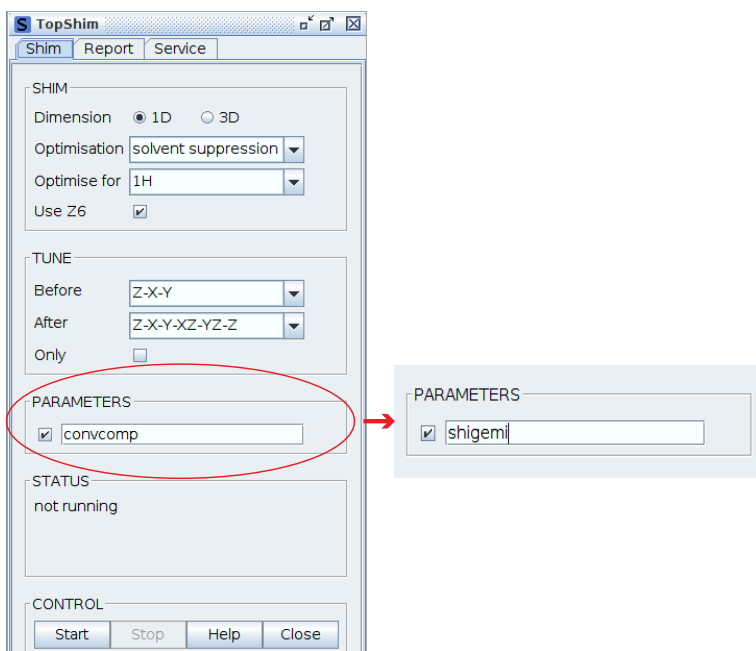 S TopShim
Shim Report Service
SHIM
Dimension 1D 3D
Optimisation solvent suppression
Optimise for 1H
Use Z6
TUNE
Before Z-X-Y
After Z-X-Y-XZ-YZ-Z
Only
PARAMETERS
convcomp
PARAMETERS
shigemi
STATUS
not running
CONTROL
Start Stop Help Close